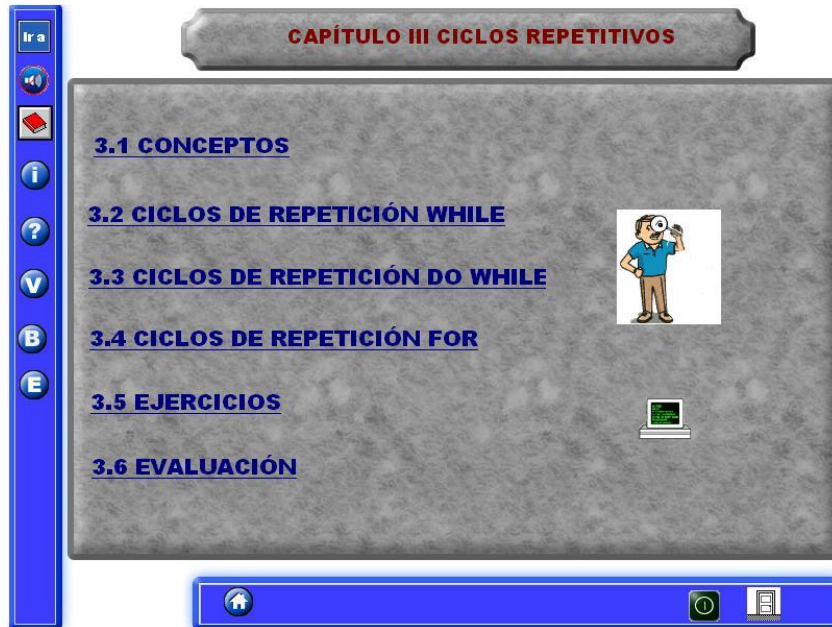 Ir a
CAPÍTULO III CICLOS REPETITIVOS
3.1 CONCEPTOS
3.2 CICLOS DE REPETICIÓN WHILE
3.3 CICLOS DE REPETICIÓN DO WHILE
3.4 CICLOS DE REPETICIÓN FOR
3.5 EJERCICIOS
3.6 EVALUACIÓN
i
?
V
B
E